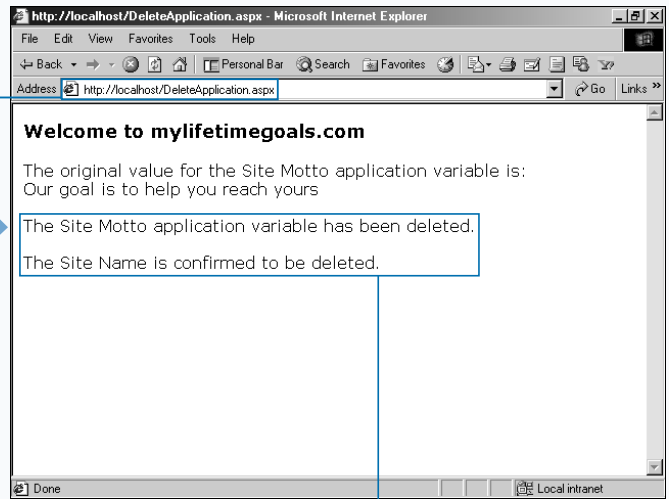 http://localhost/DeleteApplication.aspx - Microsoft Internet Explorer
File Edit View Favorites Tools Help
Back Personal Bar Search Favorites
Address http://localhost/DeleteApplication.aspx Go Links »
Welcome to mylifetimegoals.com
The original value for the Site Motto application variable is:
Our goal is to help you reach yours
The Site Motto application variable has been deleted.
The Site Name is confirmed to be deleted.
Done Local intranet